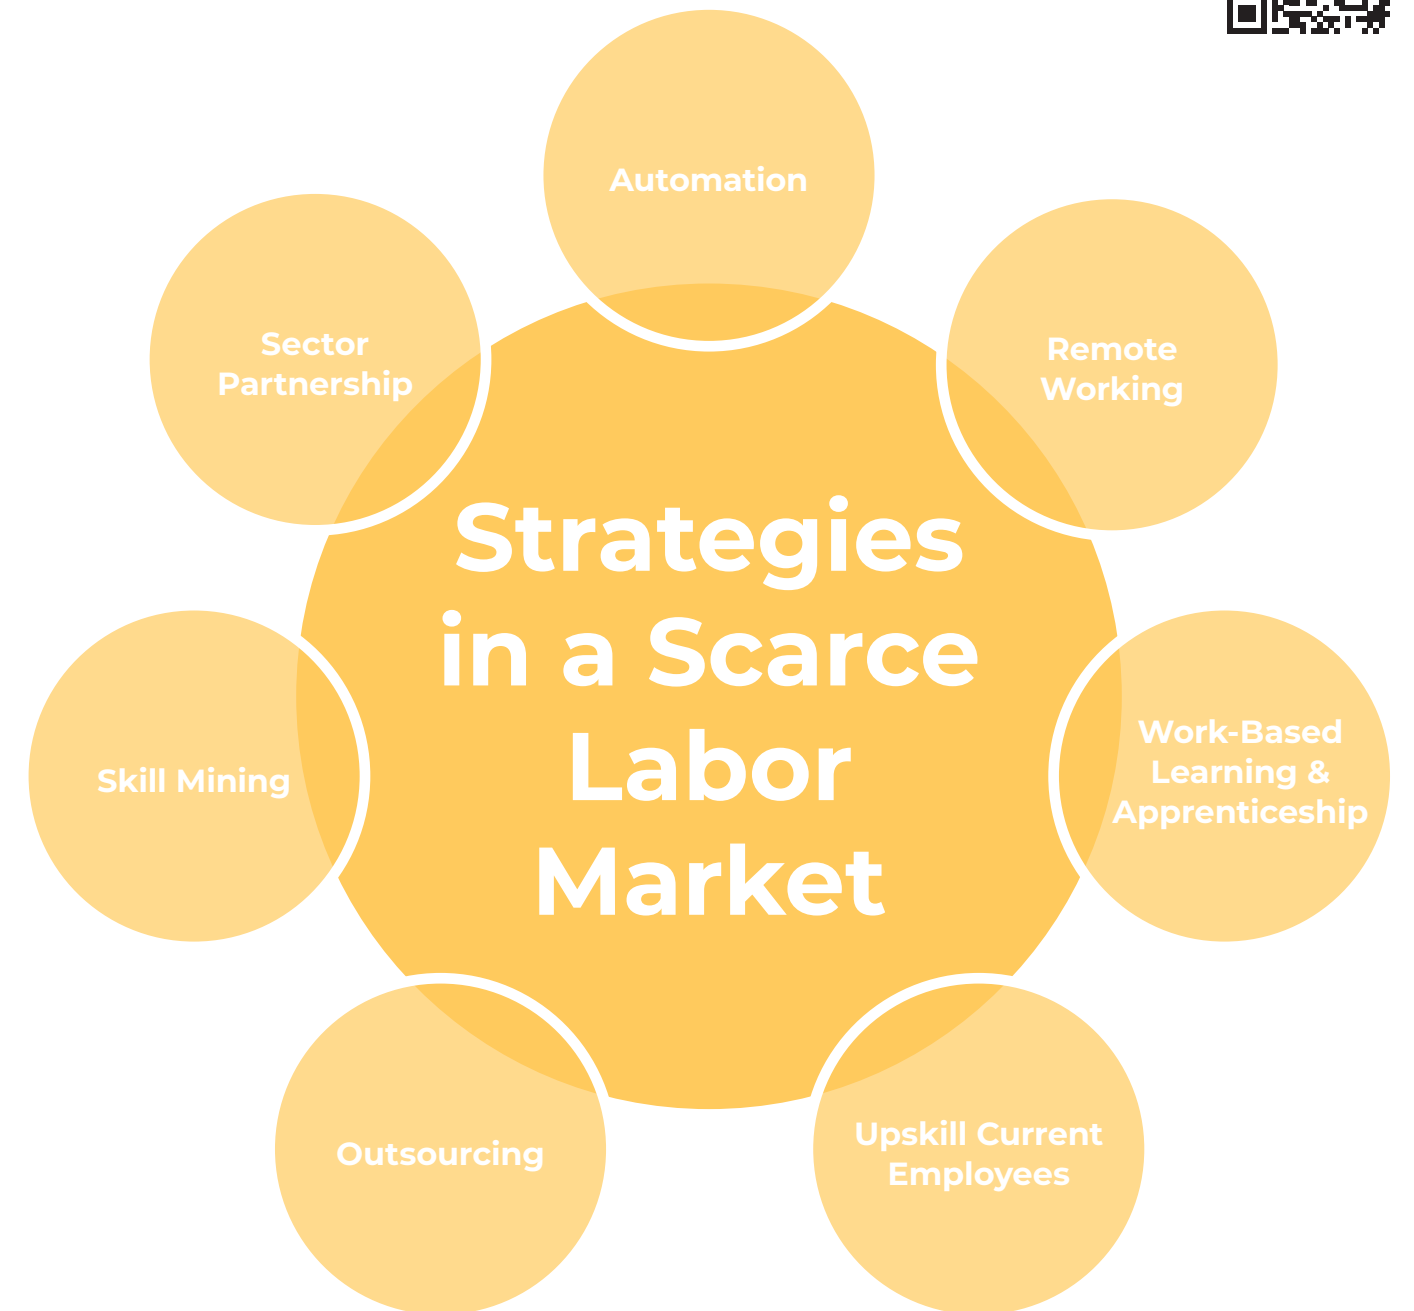 Automation
Sector
Partnership
Remote
Working
Strategies
in a Scarce
Labor
Market
Skill Mining
Work-Based
Learning &
Apprenticeship
Outsourcing
Upskill Current
Employees